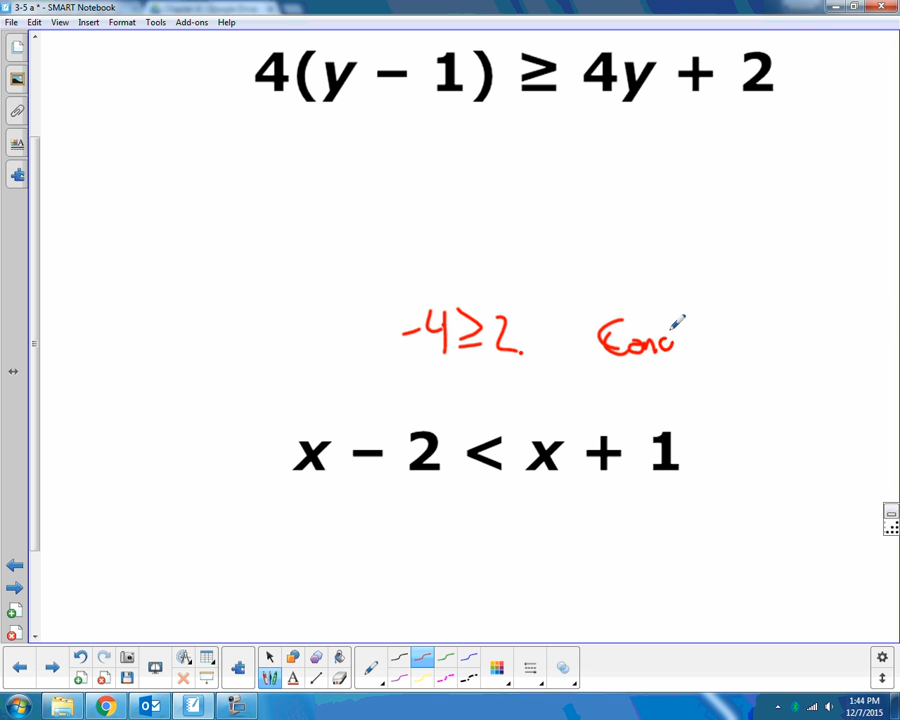 3-5 a * - SMART Notebook
File Edit View Insert Format Tools Add-ons Help
4(y − 1) ≥ 4y + 2
-4≥2.
x − 2 < x + 1
1:44 PM
12/7/2015